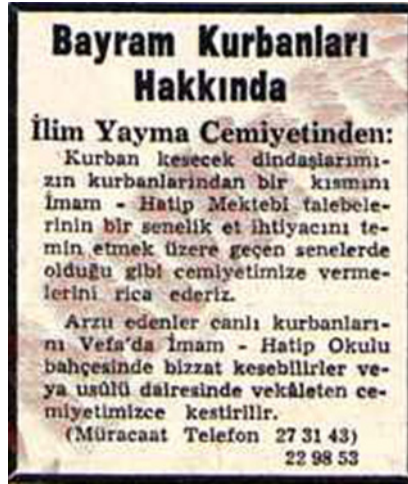 Bayram Kurbanları
Hakkında
İlim Yayma Cemiyetinden:
Kurban kesecek dindaşlarımı-
zın kurbanlarından bir kısmını
İmam - Hatip Mektebi talebele-
rinin bir senelik et ihtiyacını te-
min etmek üzere geçen senelerde
olduğu gibi cemiyetimize verme-
lerini rica ederiz.
Arzu edenler canlı kurbanları-
nı Vefa'da İmam - Hatip Okulu
bahçesinde bizzat kesebilirler ve-
ya usûlü dairesinde vekâleten ce-
miyetimizce kestirilir.
(Müracaat Telefon 27 31 43)
22 98 53